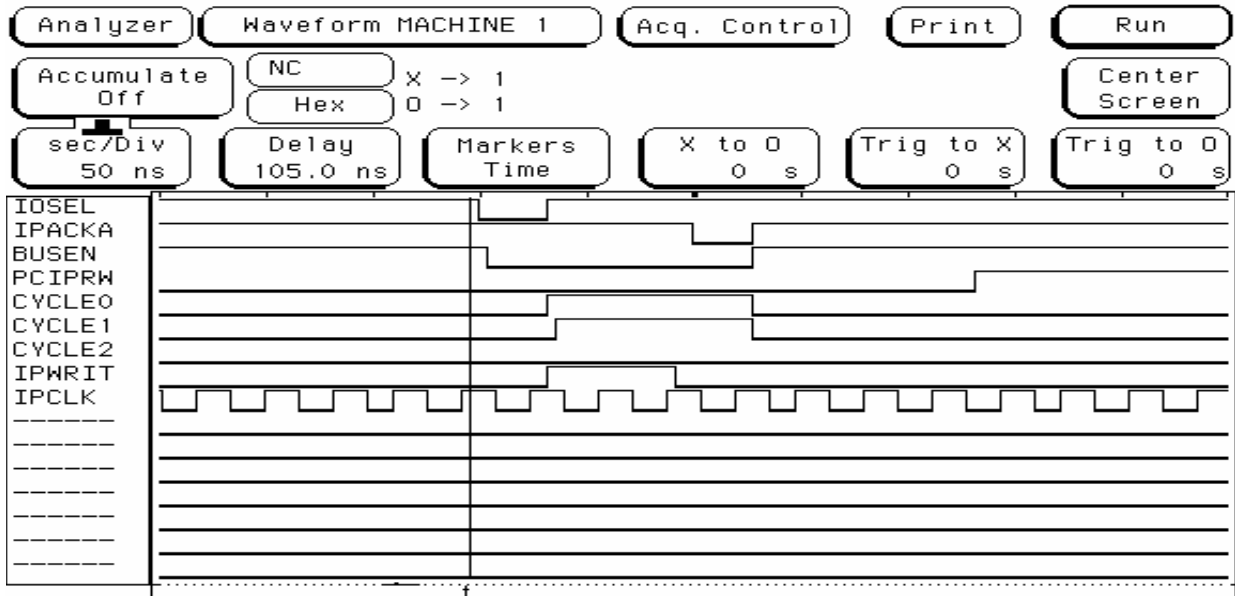 Analyzer Waveform MACHINE 1 Acq. Control Print Run
Accumulate Off
NC
Hex
X -> 1
O -> 1
Center Screen
sec/Div 50 ns
Delay 105.0 ns
Markers Time
X to O 0 s
Trig to X 0 s
Trig to O 0 s
IOSEL
IPACKA
BUSEN
PCIPRW
CYCLE0
CYCLE1
CYCLE2
IPWRIT
IPCLK
------
------
------
------
------
------
------